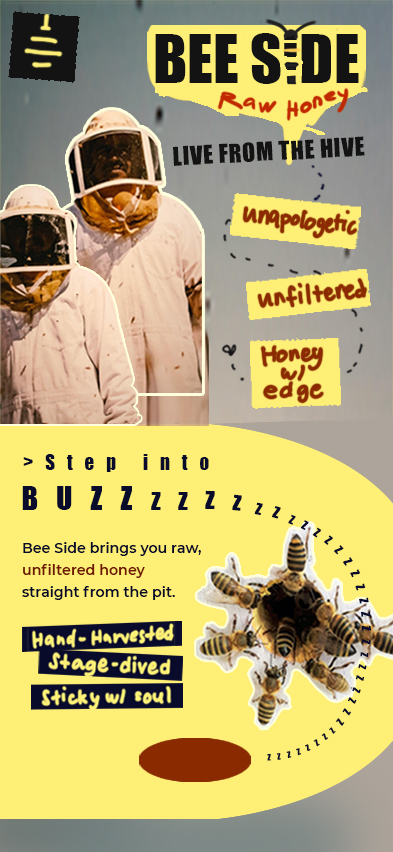 BEE SIDE
Raw Honey
LIVE FROM THE HIVE
unapologetic
unfiltered
Honey
w/
edge
> Step into
BUZZzzzzzzzzzzzzzzzzzzzzzzzzzzzzzz
Bee Side brings you raw,
unfiltered honey
straight from the pit.
Hand-Harvested
Stage-dived
Sticky w/ soul